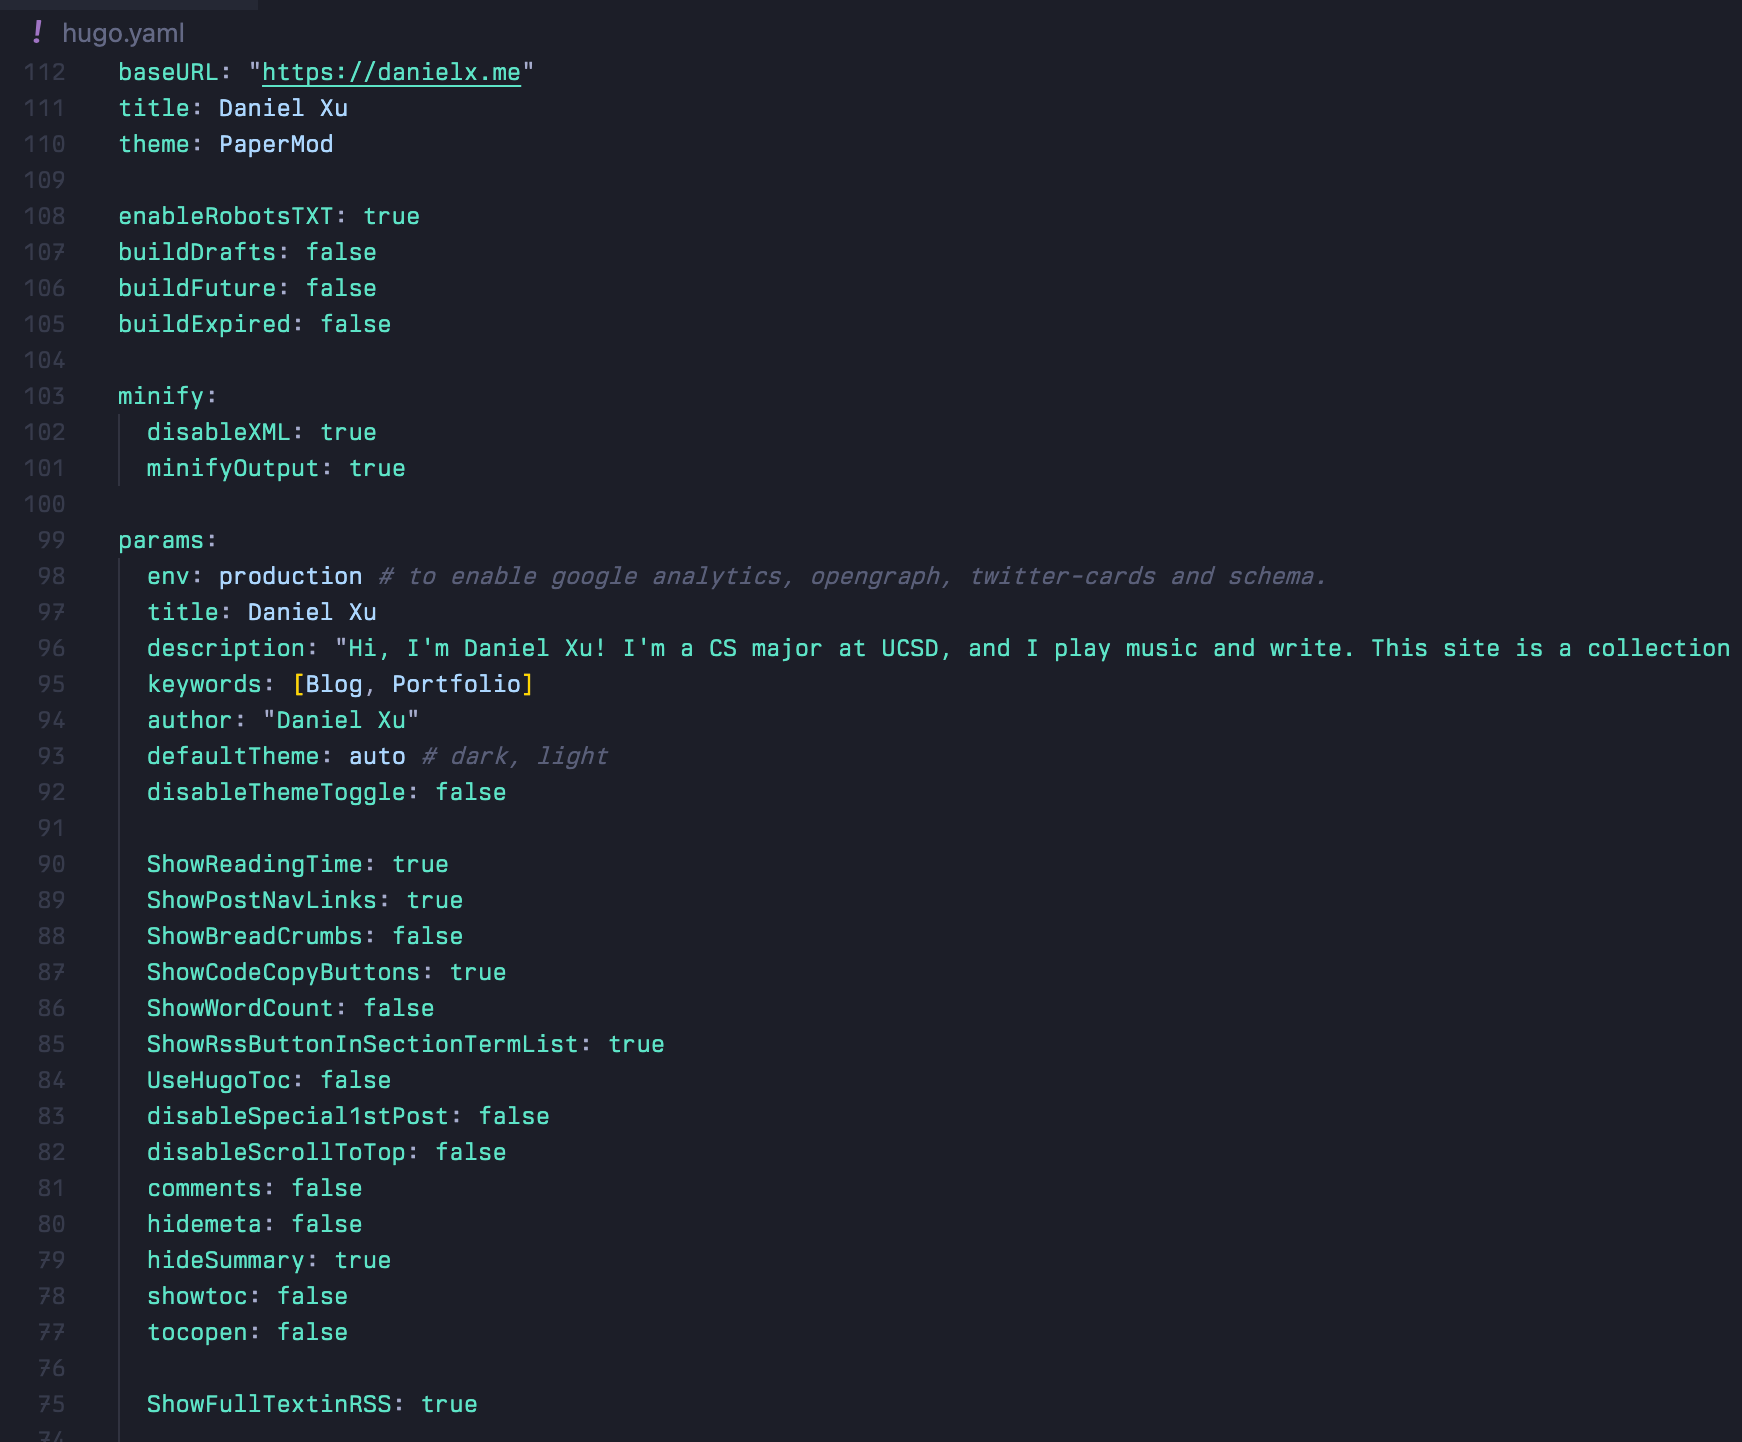 ! hugo.yaml
112 baseURL: "https://danielx.me"
111 title: Daniel Xu
110 theme: PaperMod
109
108 enableRobotsTXT: true
107 buildDrafts: false
106 buildFuture: false
105 buildExpired: false
104
103 minify:
102   disableXML: true
101   minifyOutput: true
100
99 params:
98   env: production # to enable google analytics, opengraph, twitter-cards and schema.
97   title: Daniel Xu
96   description: "Hi, I'm Daniel Xu! I'm a CS major at UCSD, and I play music and write. This site is a collection
95   keywords: [Blog, Portfolio]
94   author: "Daniel Xu"
93   defaultTheme: auto # dark, light
92   disableThemeToggle: false
91
90   ShowReadingTime: true
89   ShowPostNavLinks: true
88   ShowBreadCrumbs: false
87   ShowCodeCopyButtons: true
86   ShowWordCount: false
85   ShowRssButtonInSectionTermList: true
84   UseHugoToc: false
83   disableSpecial1stPost: false
82   disableScrollToTop: false
81   comments: false
80   hidemeta: false
79   hideSummary: true
78   showtoc: false
77   tocopen: false
76
75   ShowFullTextinRSS: true
74